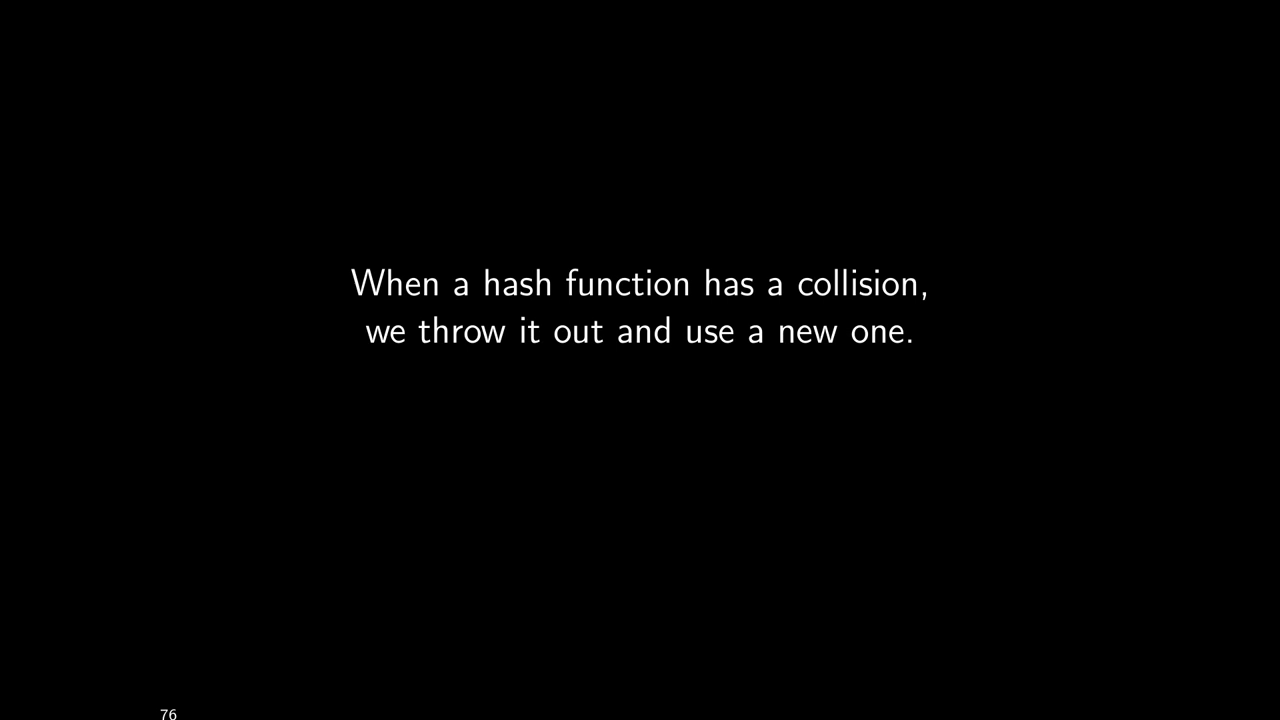 When a hash function has a collision,
we throw it out and use a new one.
76